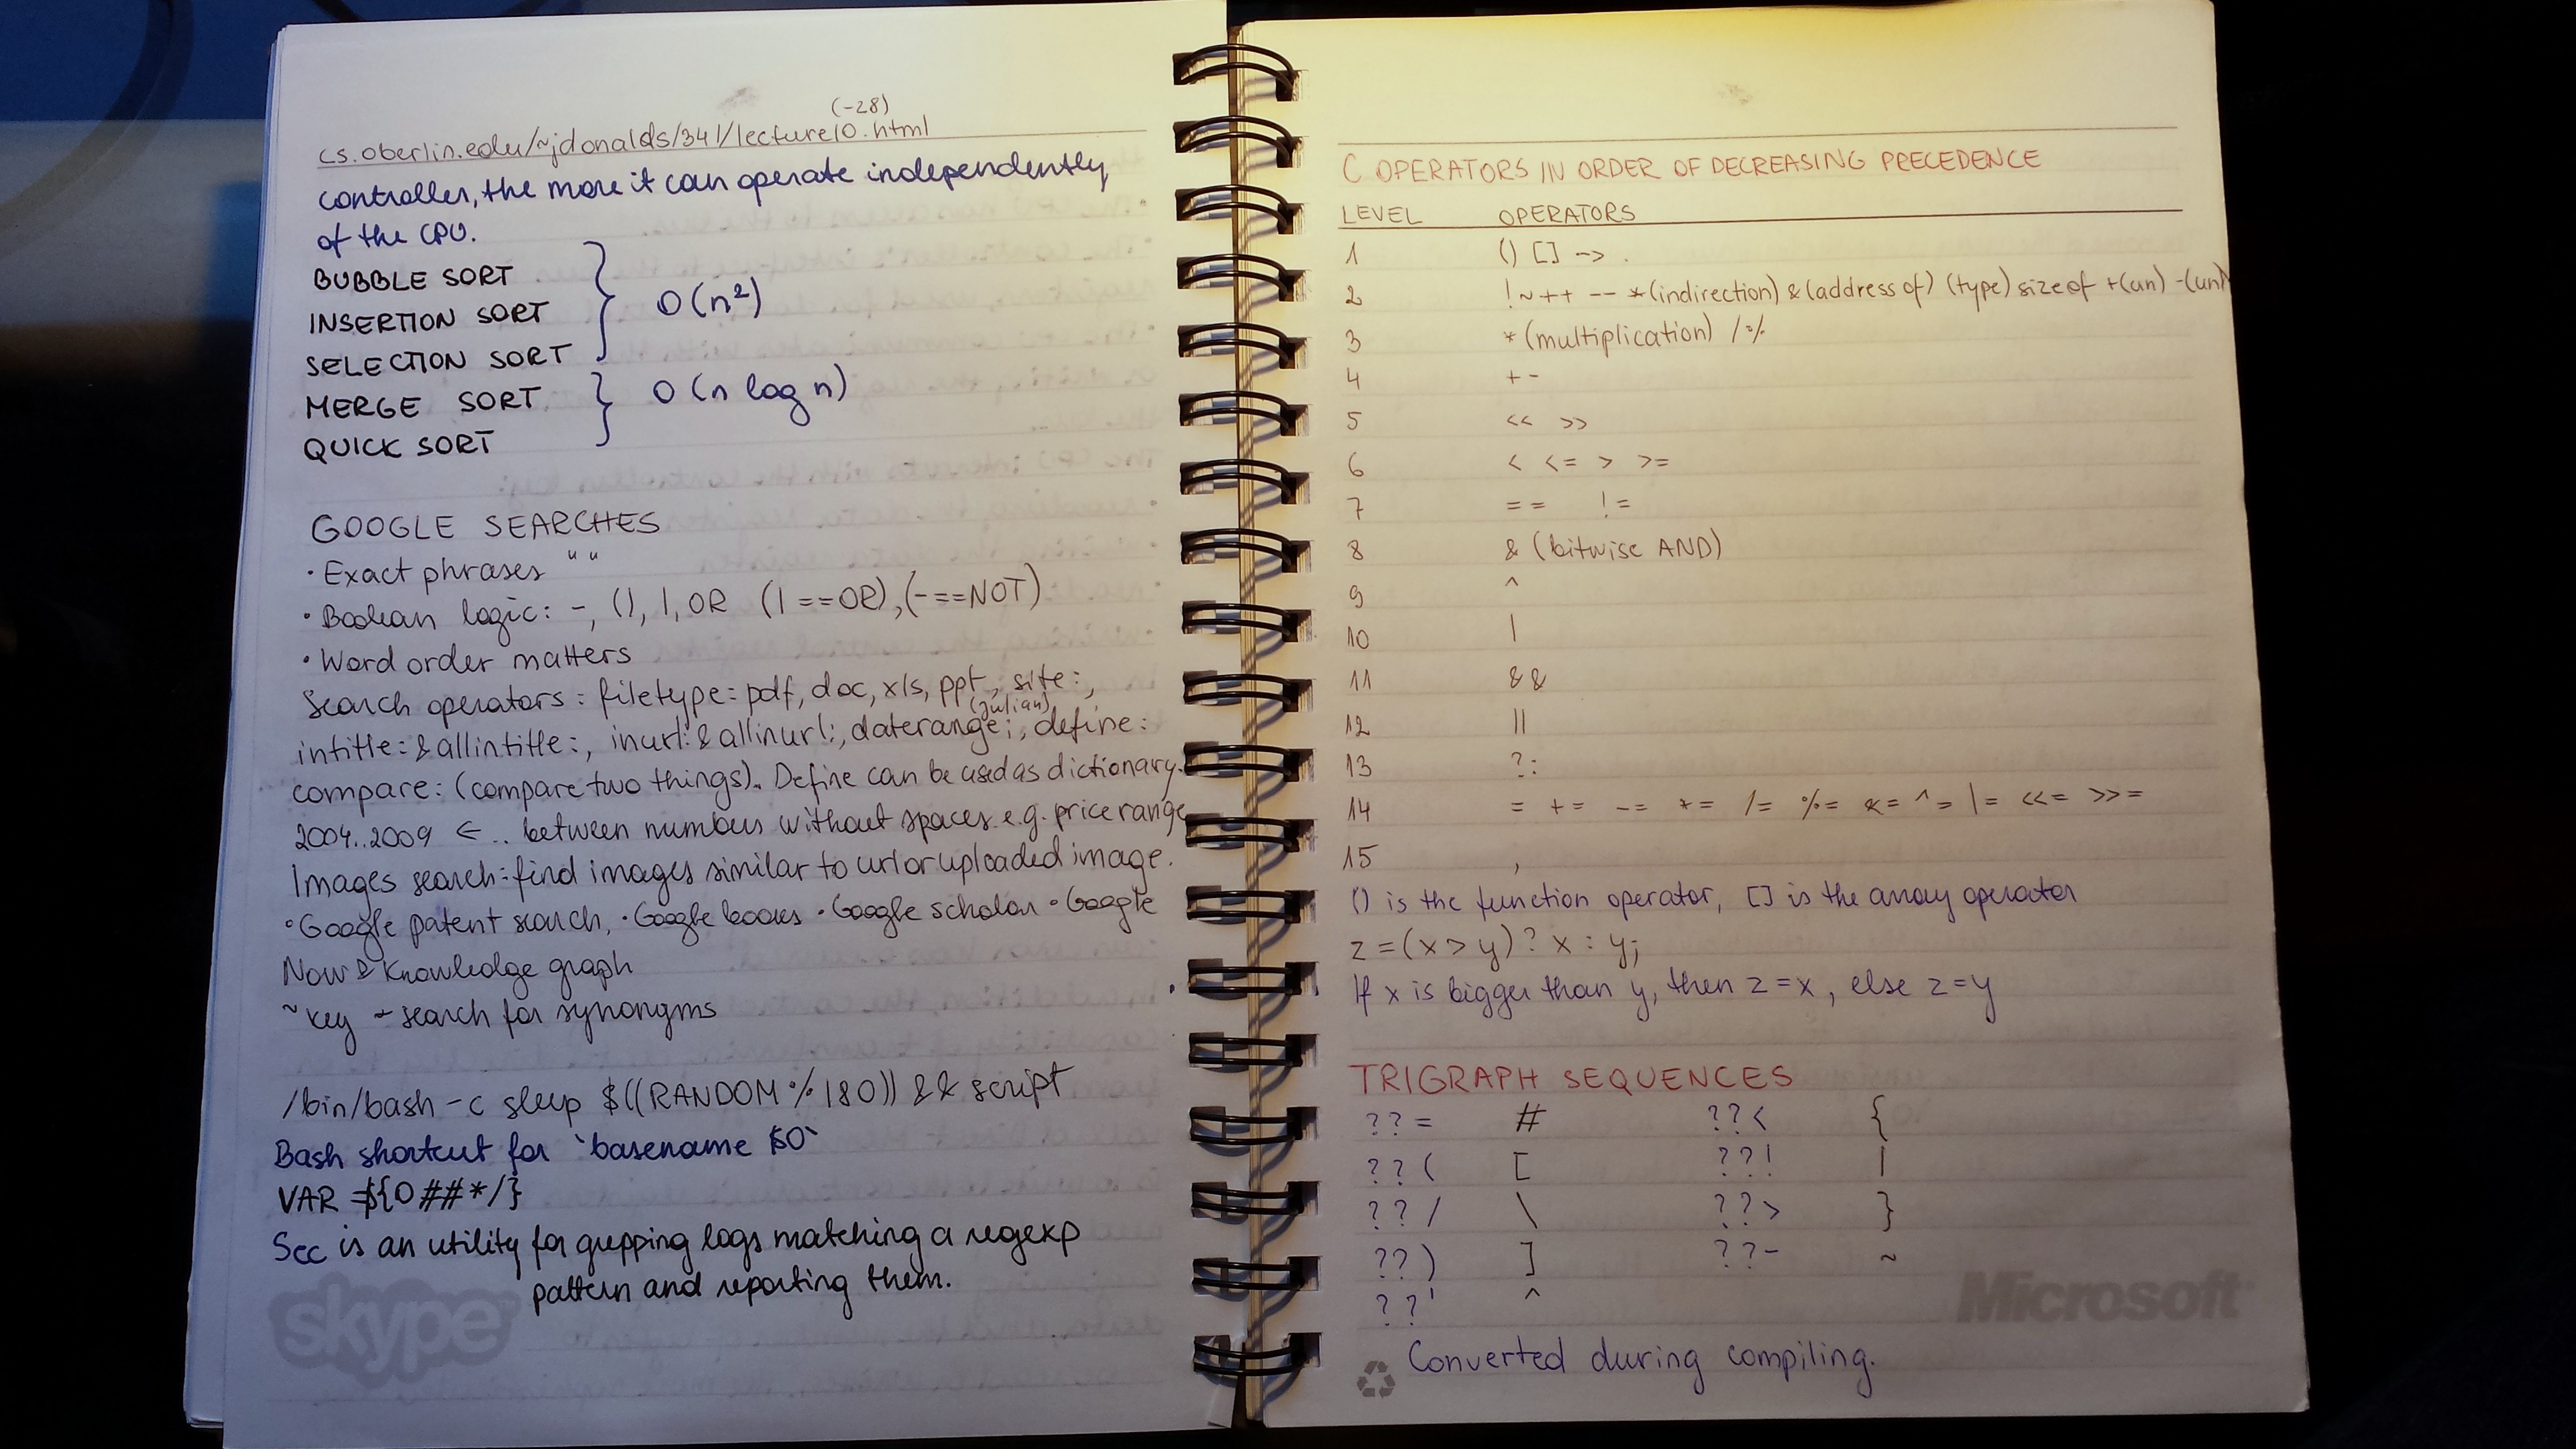 (-28)
cs.oberlin.edu/~jdonalds/341/lecture10.html
controller, the more it can operate independently
of the CPU.
BUBBLE SORT
INSERTION SORT
SELECTION SORT
O(n²)
MERGE SORT
QUICK SORT
O(n log n)
GOOGLE SEARCHES
• Exact phrases " "
• Boolean logic: -, (), |, OR (| == OR), (- == NOT)
• Word order matters
Search operators: filetype: pdf, doc, xls, ppt, site:,
(julian)
intitle: & allintitle:, inurl: & allinurl:, daterange:, define:
compare: (compare two things). Define can be used as dictionary.
2004..2009 ← .. between numbers without spaces e.g. price range
Images search: find images similar to url or uploaded image.
• Google patent search, • Google books • Google scholar • Google
Now & Knowledge graph
~key - search for synonyms
/bin/bash -c sleep $((RANDOM % 180)) && script
Bash shortcut for `basename $0`
VAR=${0##*/}
Sec is an utility for grepping logs matching a regexp
pattern and reporting them.
skype
C OPERATORS IN ORDER OF DECREASING PRECEDENCE
LEVEL OPERATORS
1 () [] -> .
2 ! ~ ++ -- *(indirection) &(address of) (type) sizeof +(un) -(un)
3 *(multiplication) / %
4 + -
5 << >>
6 < <= > >=
7 == !=
8 & (bitwise AND)
9 ^
10 |
11 &&
12 ||
13 ?:
14 = += -= *= /= %= &= ^= |= <<= >>=
15 ,
() is the function operator, [] is the array operator
z = (x > y) ? x : y;
If x is bigger than y, then z = x, else z = y
TRIGRAPH SEQUENCES
??= # ??< {
??( [ ??! |
??/ \ ??> }
??) ] ??- ~
??' ^
Microsoft
Converted during compiling.